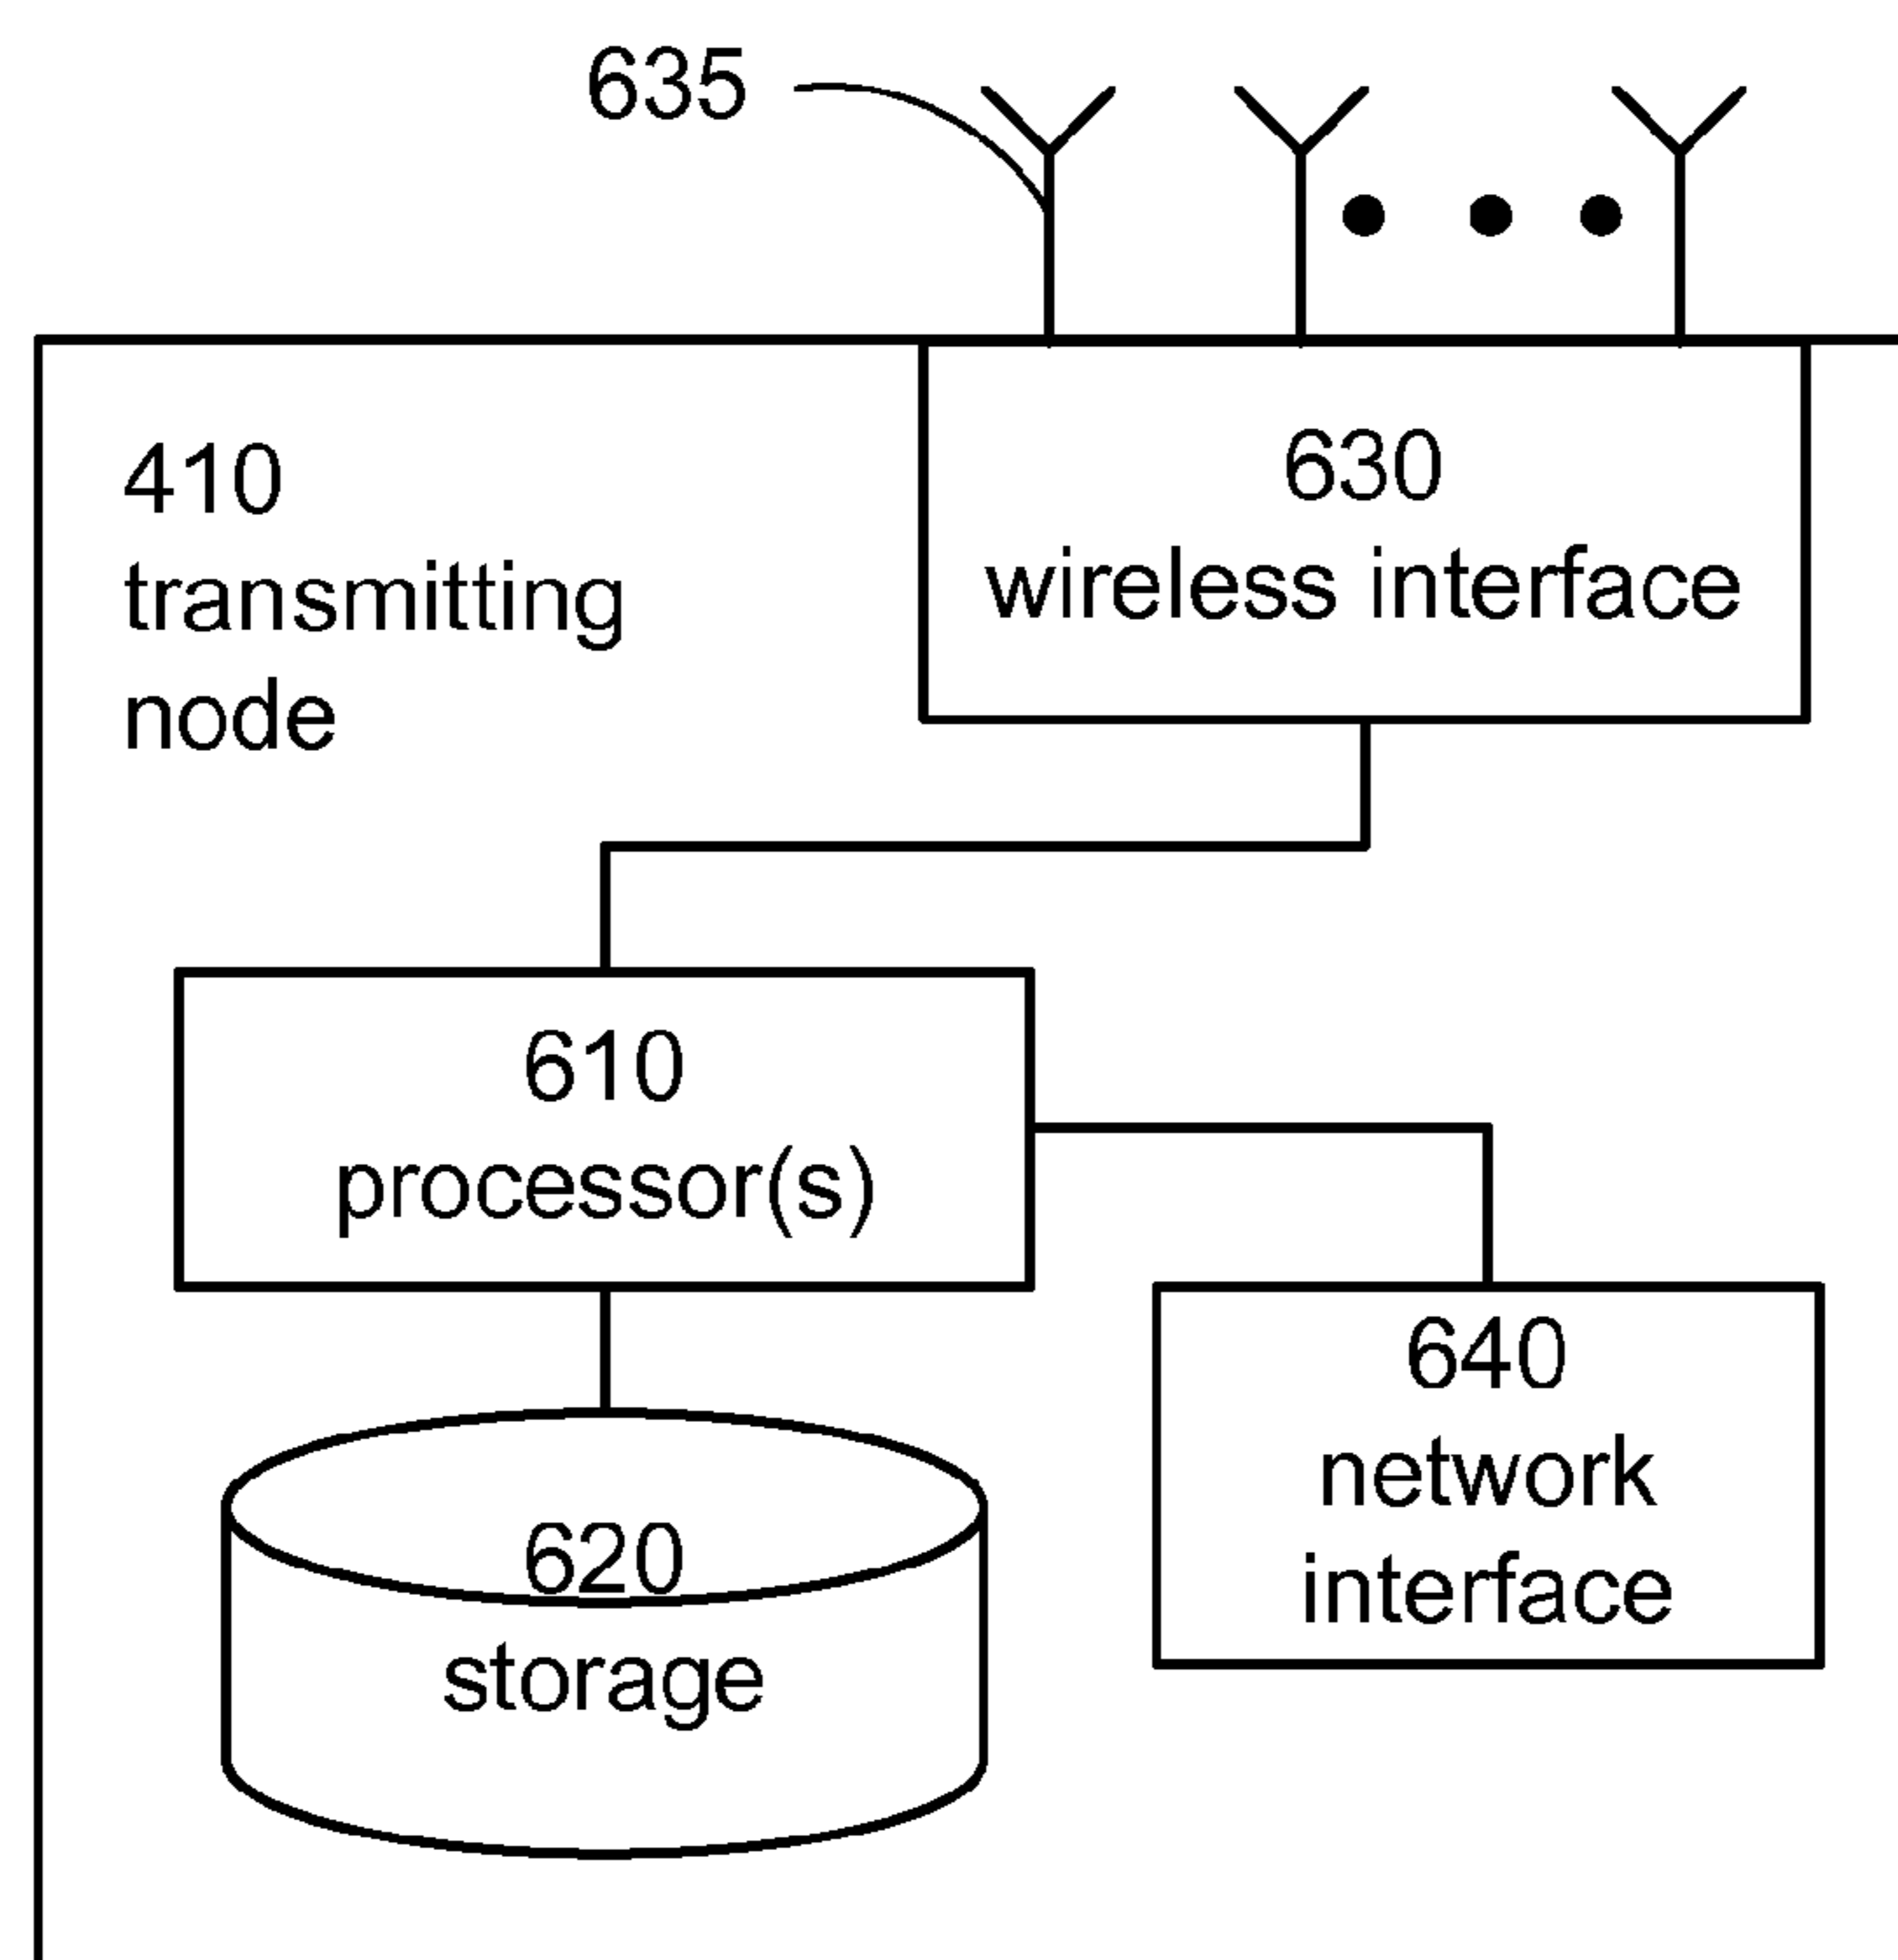 635
410
transmitting
node
630
wireless interface
610
processor(s)
640
network
interface
620
storage